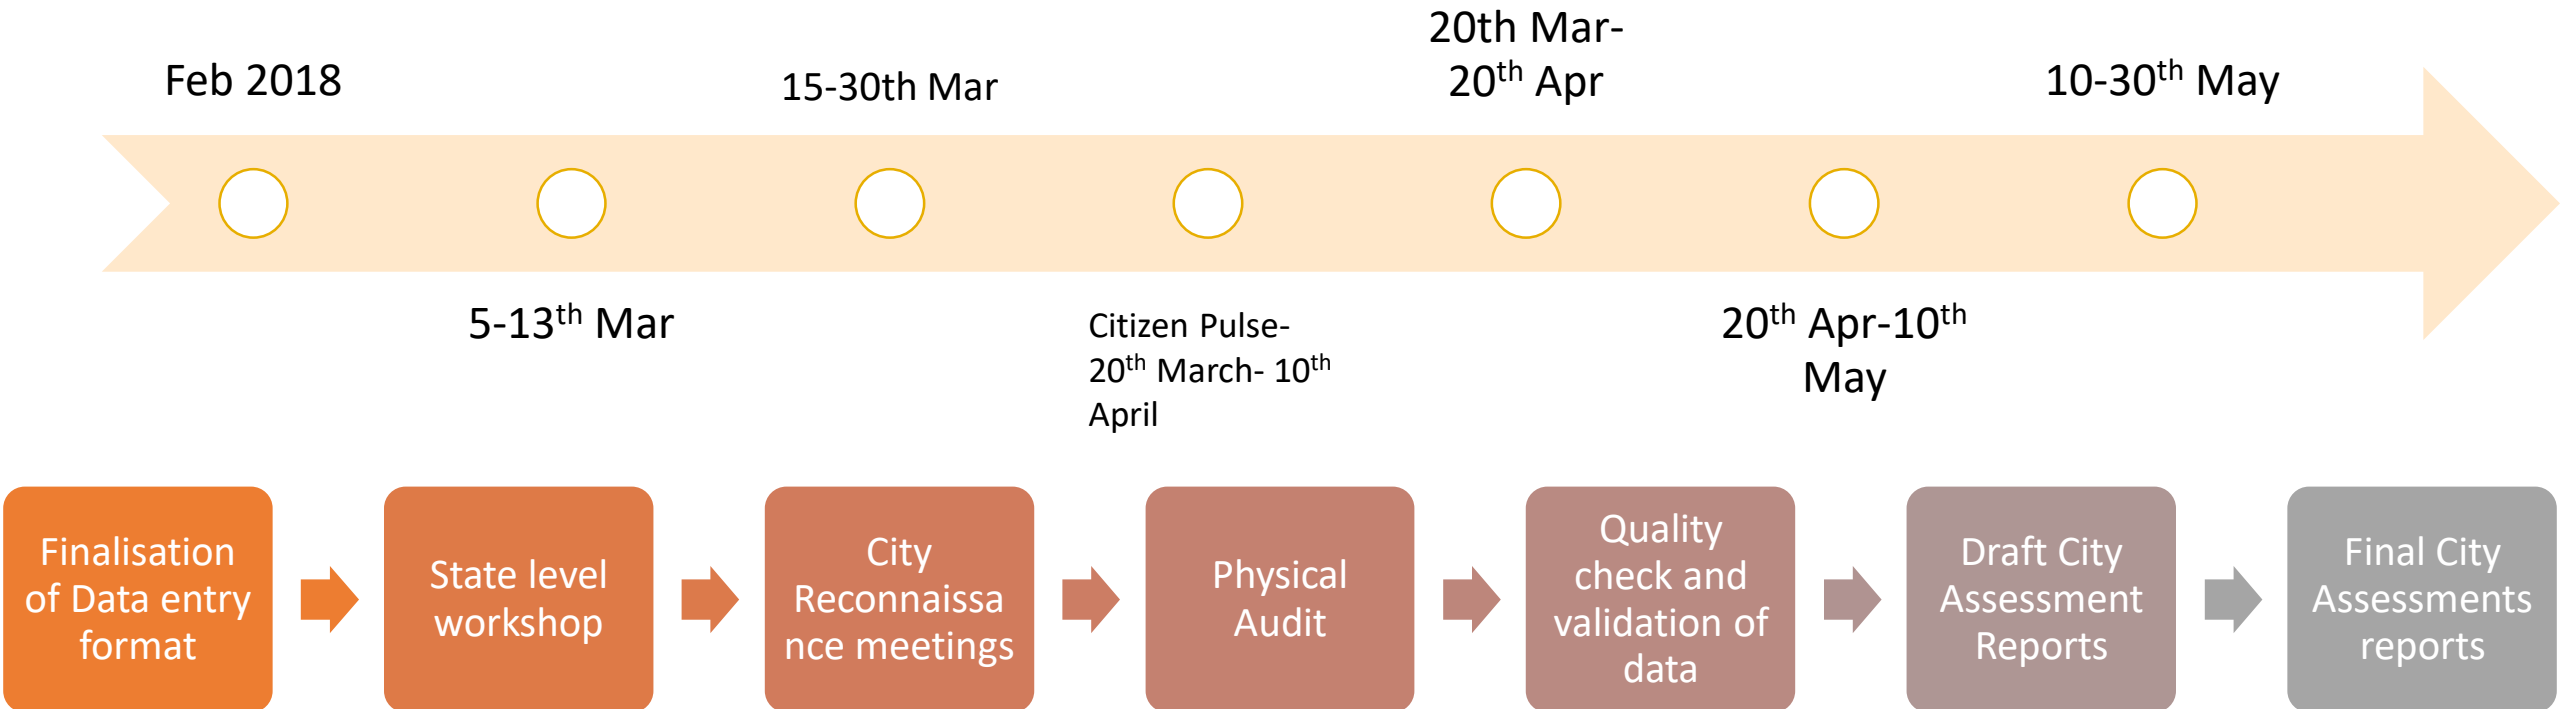 Feb 2018
15-30th Mar
20th Mar-
20th Apr
10-30th May
5-13th Mar
Citizen Pulse-
20th March- 10th
April
20th Apr-10th
May
Finalisation
of Data entry
format
State level
workshop
City
Reconnaissa
nce meetings
Physical
Audit
Quality
check and
validation of
data
Draft City
Assessment
Reports
Final City
Assessments
reports